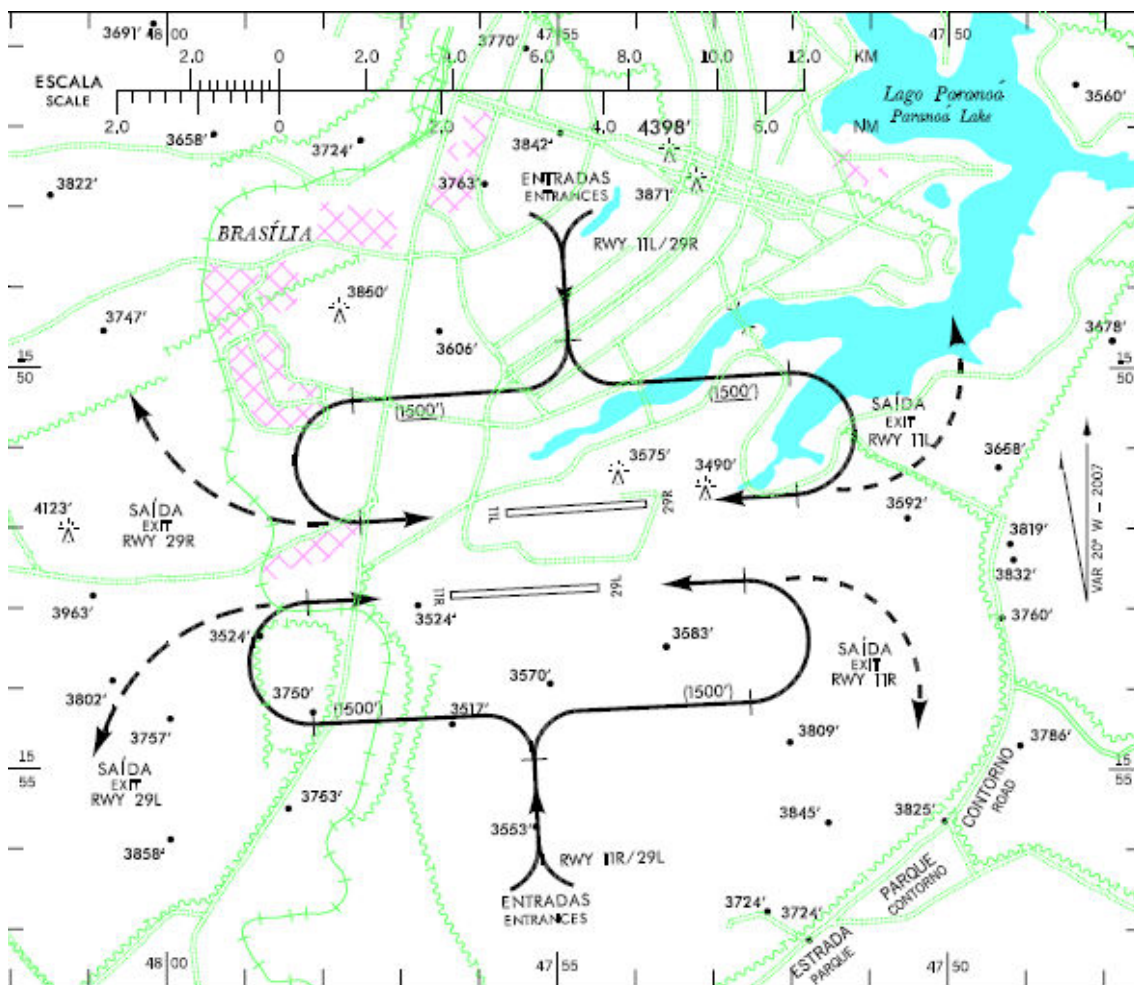 3691'
48 00
3770'
47 55
47 50
2.0 0 2.0 4.0 6.0 8.0 10.0 12.0 KM
ESCALA
SCALE
2.0 0 2.0 4.0 6.0 NM
Lago Paranoá
Paranoá Lake
3560'
3658'
3724'
3842'
4398'
3822'
3763'
ENTRADAS
ENTRANCES
3871'
BRASÍLIA
RWY 11L/29R
3850'
3747'
3606'
3478'
15
50
15
50
(1500')
(1500')
SAÍDA
EXIT
RWY 11L
3575'
3490'
3658'
4123'
SAÍDA
EXIT
RWY 29R
11L
29R
3592'
3819'
3832'
VAR 20° W - 2007
3963'
11R
29L
3524'
3524'
3583'
3760'
SAÍDA
EXIT
RWY 11R
3570'
3802'
3750'
(1500')
3517'
(1500')
3757'
3809'
3786'
15
55
15
55
SAÍDA
EXIT
RWY 29L
3753'
3845'
3825'
CONTORNO
ROAD
3553'
3858'
RWY 11R/29L
PARQUE
CONTORNO
ENTRADAS
ENTRANCES
3724'
3724'
ESTRADA
PARQUE
48 00
47 55
47 50